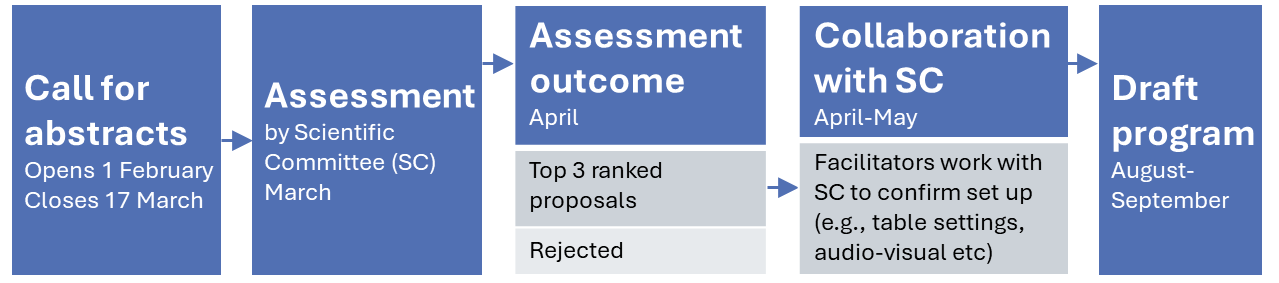 Call for
abstracts
Opens 1 February
Closes 17 March
Assessment
by Scientific
Committee (SC)
March
Assessment
outcome
April
Top 3 ranked
proposals
Rejected
Collaboration
with SC
April-May
Facilitators work with
SC to confirm set up
(e.g., table settings,
audio-visual etc)
Draft
program
August-
September